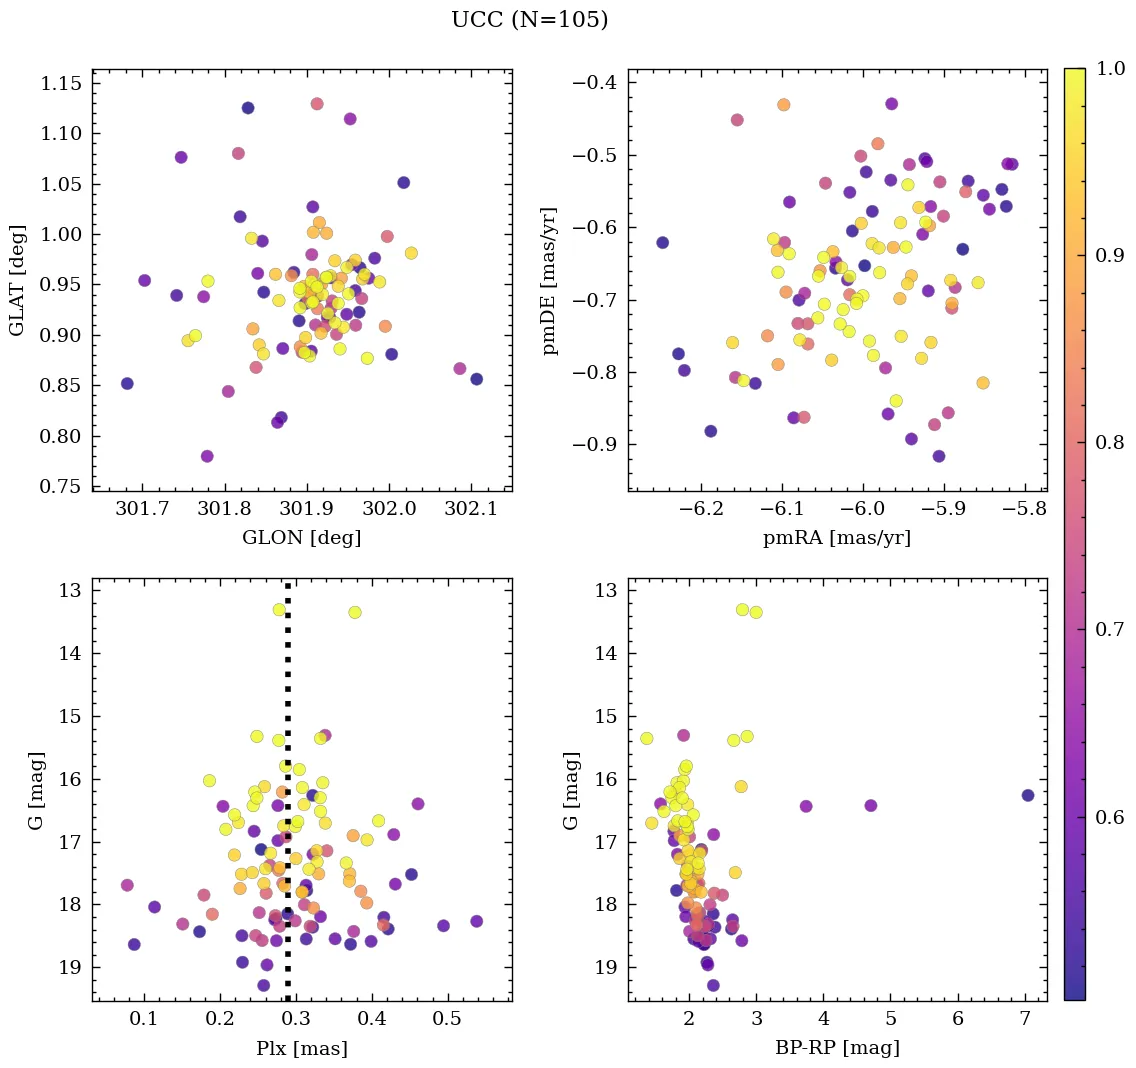 UCC (N=105)
1.15
1.10
1.05
1.00
0.95
0.90
0.85
0.80
0.75
GLAT [deg]
301.7 301.8 301.9 302.0 302.1
GLON [deg]
−0.4
−0.5
−0.6
−0.7
−0.8
−0.9
pmDE [mas/yr]
−6.2 −6.1 −6.0 −5.9 −5.8
pmRA [mas/yr]
13
14
15
16
17
18
19
G [mag]
0.1 0.2 0.3 0.4 0.5
Plx [mas]
13
14
15
16
17
18
19
G [mag]
2 3 4 5 6 7
BP-RP [mag]
1.0
0.9
0.8
0.7
0.6